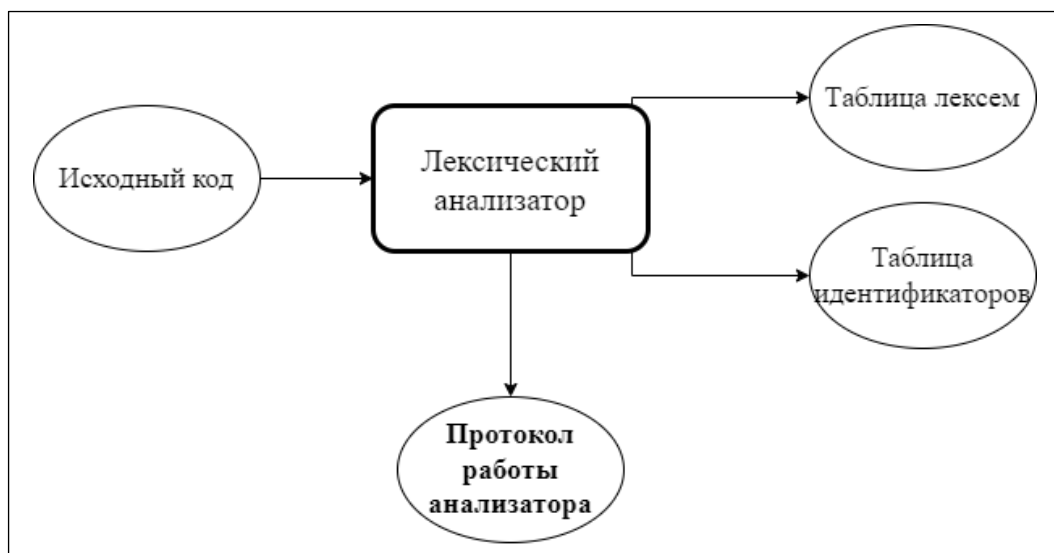 Таблица лексем
Исходный код
Лексический
анализатор
Таблица
идентификаторов
Протокол
работы
анализатора